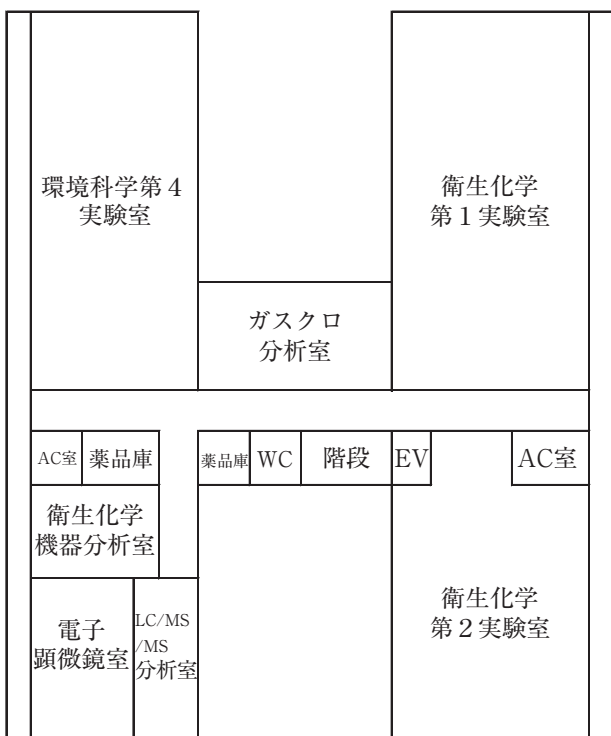 環境科学第４
実験室
衛生化学
第１実験室
ガスクロ
分析室
AC室
薬品庫
薬品庫
WC
階段
EV
AC室
衛生化学
機器分析室
電子
顕微鏡室
LC/MS
/MS
分析室
衛生化学
第２実験室